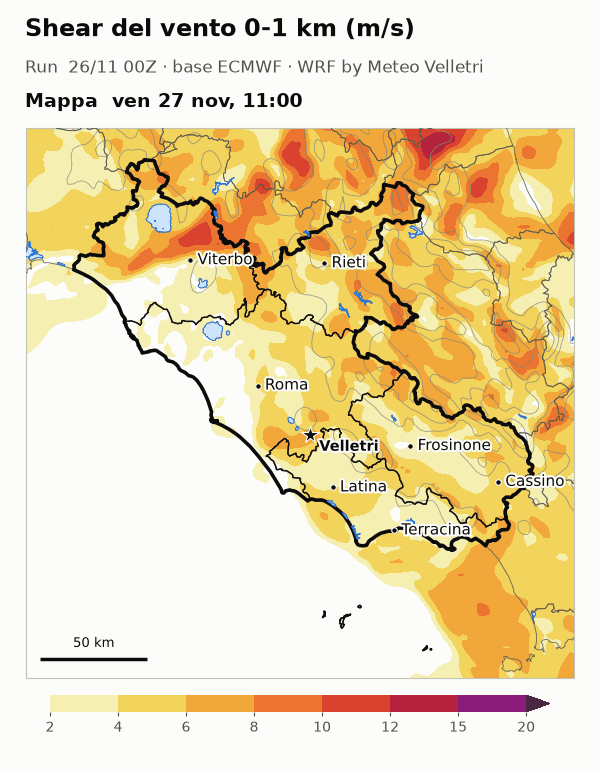 Shear del vento 0-1 km (m/s)
Run  26/11 00Z · base ECMWF · WRF by Meteo Velletri
Mappa  ven 27 nov, 11:00
Viterbo
Rieti
Roma
Velletri
Frosinone
Latina
Cassino
Terracina
50 km
2 4 6 8 10 12 15 20